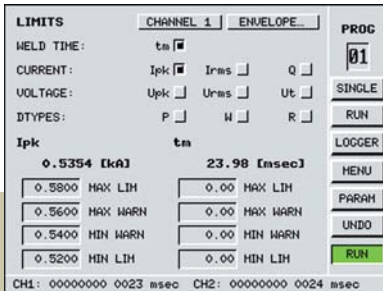 LIMITS CHANNEL 1 ENVELOPE...
PROG
01
WELD TIME: tm
CURRENT: Ipk Irms Q
VOLTAGE: Upk Urms Ut
DTYPES: P W R
Ipk tm
0.5354 [kA] 23.98 [msec]
0.5800 MAX LIM 0.00 MAX LIM
0.5600 MAX WARN 0.00 MAX WARN
0.5400 MIN WARN 0.00 MIN WARN
0.5200 MIN LIM 0.00 MIN LIM
SINGLE
RUN
LOGGER
MENU
PARAM
UNDO
RUN
CH1: 00000000 0023 msec CH2: 00000000 0024 msec